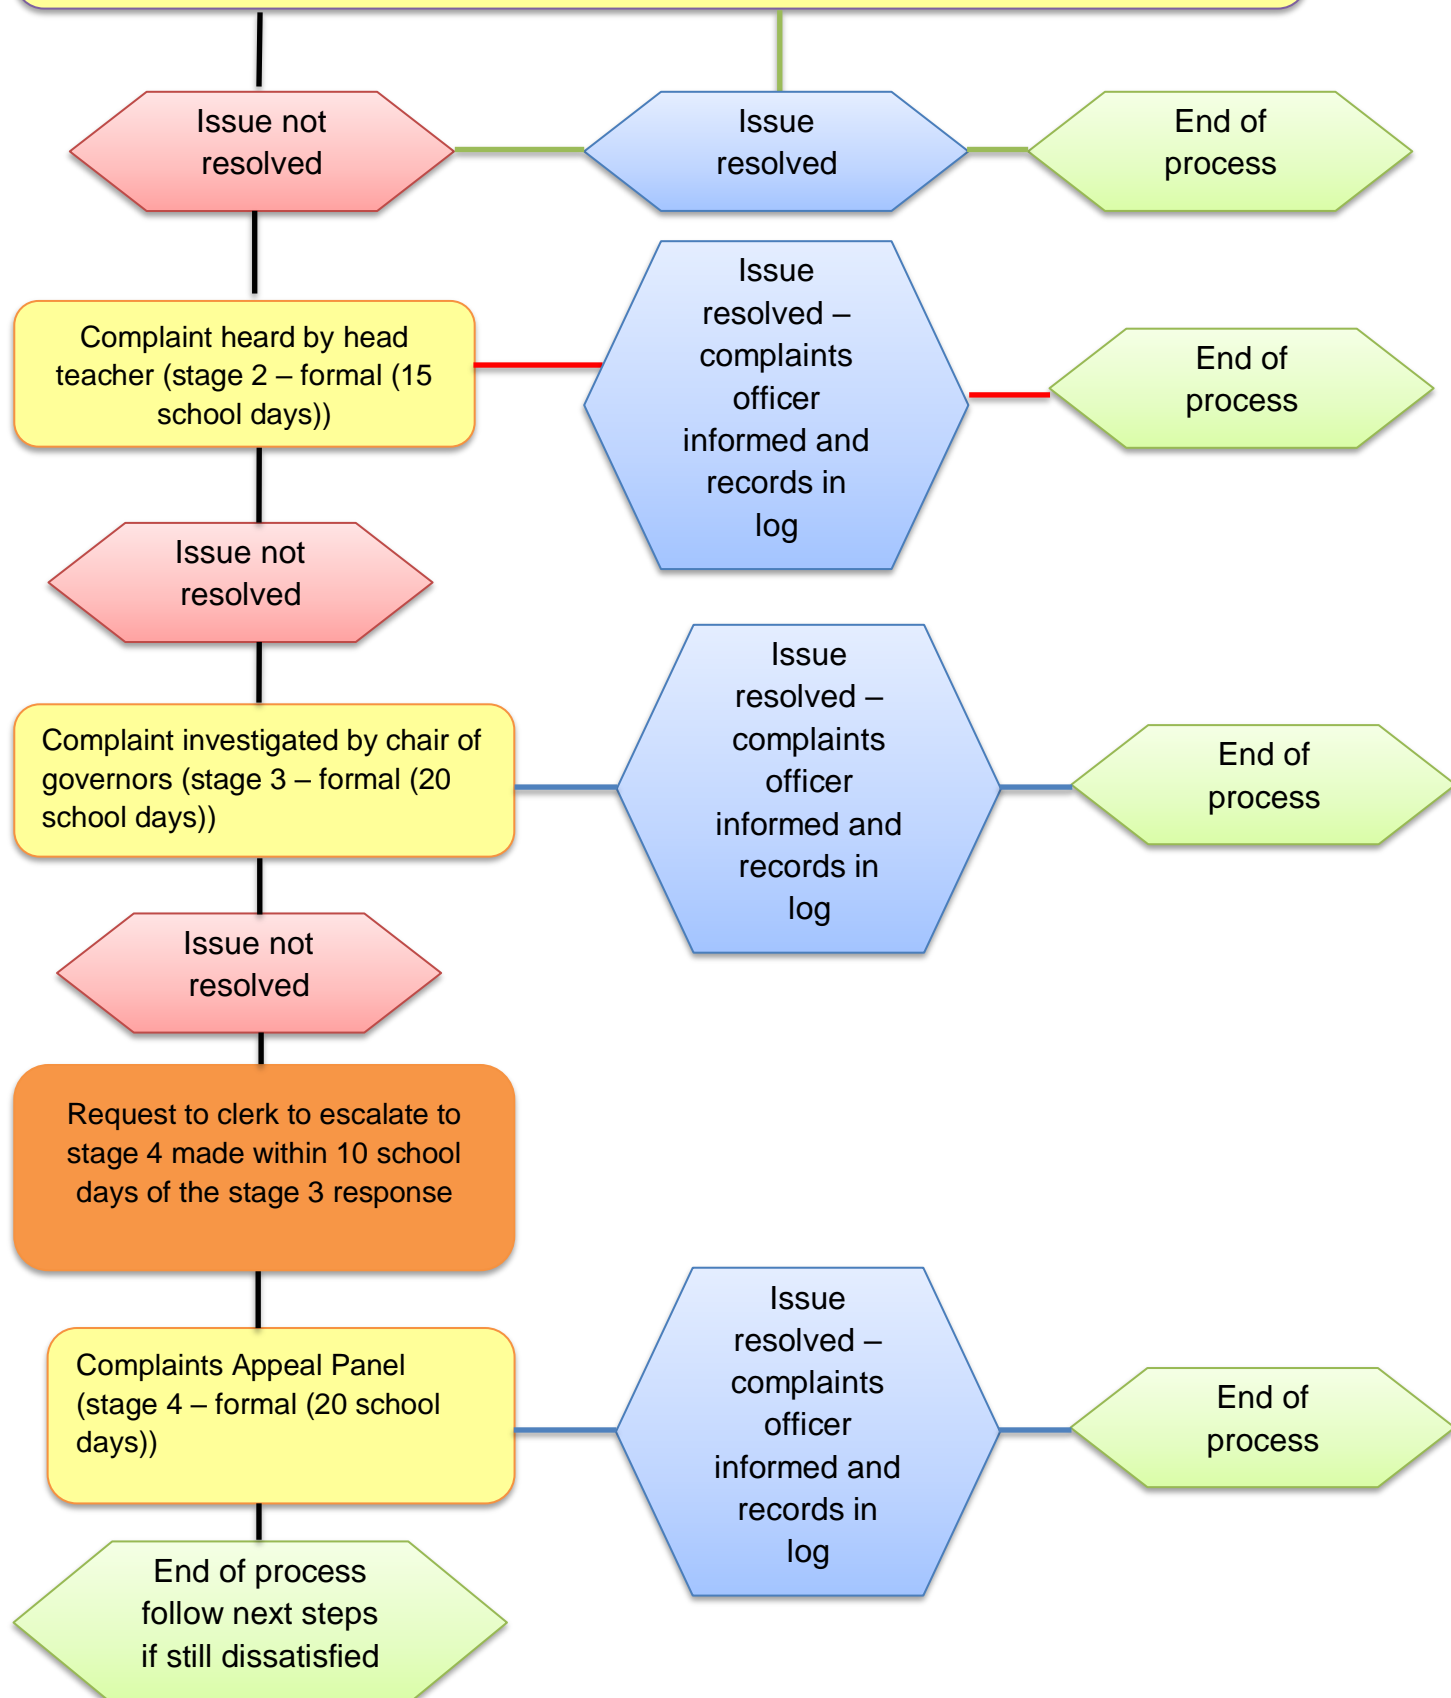 Issue not
resolved
Issue
resolved
End of
process
Complaint heard by head
teacher (stage 2 – formal (15
school days))
Issue
resolved –
complaints
officer
informed and
records in
log
End of
process
Issue not
resolved
Complaint investigated by chair of
governors (stage 3 – formal (20
school days))
Issue
resolved –
complaints
officer
informed and
records in
log
End of
process
Issue not
resolved
Request to clerk to escalate to
stage 4 made within 10 school
days of the stage 3 response
Complaints Appeal Panel
(stage 4 – formal (20 school
days))
Issue
resolved –
complaints
officer
informed and
records in
log
End of
process
End of process
follow next steps
if still dissatisfied